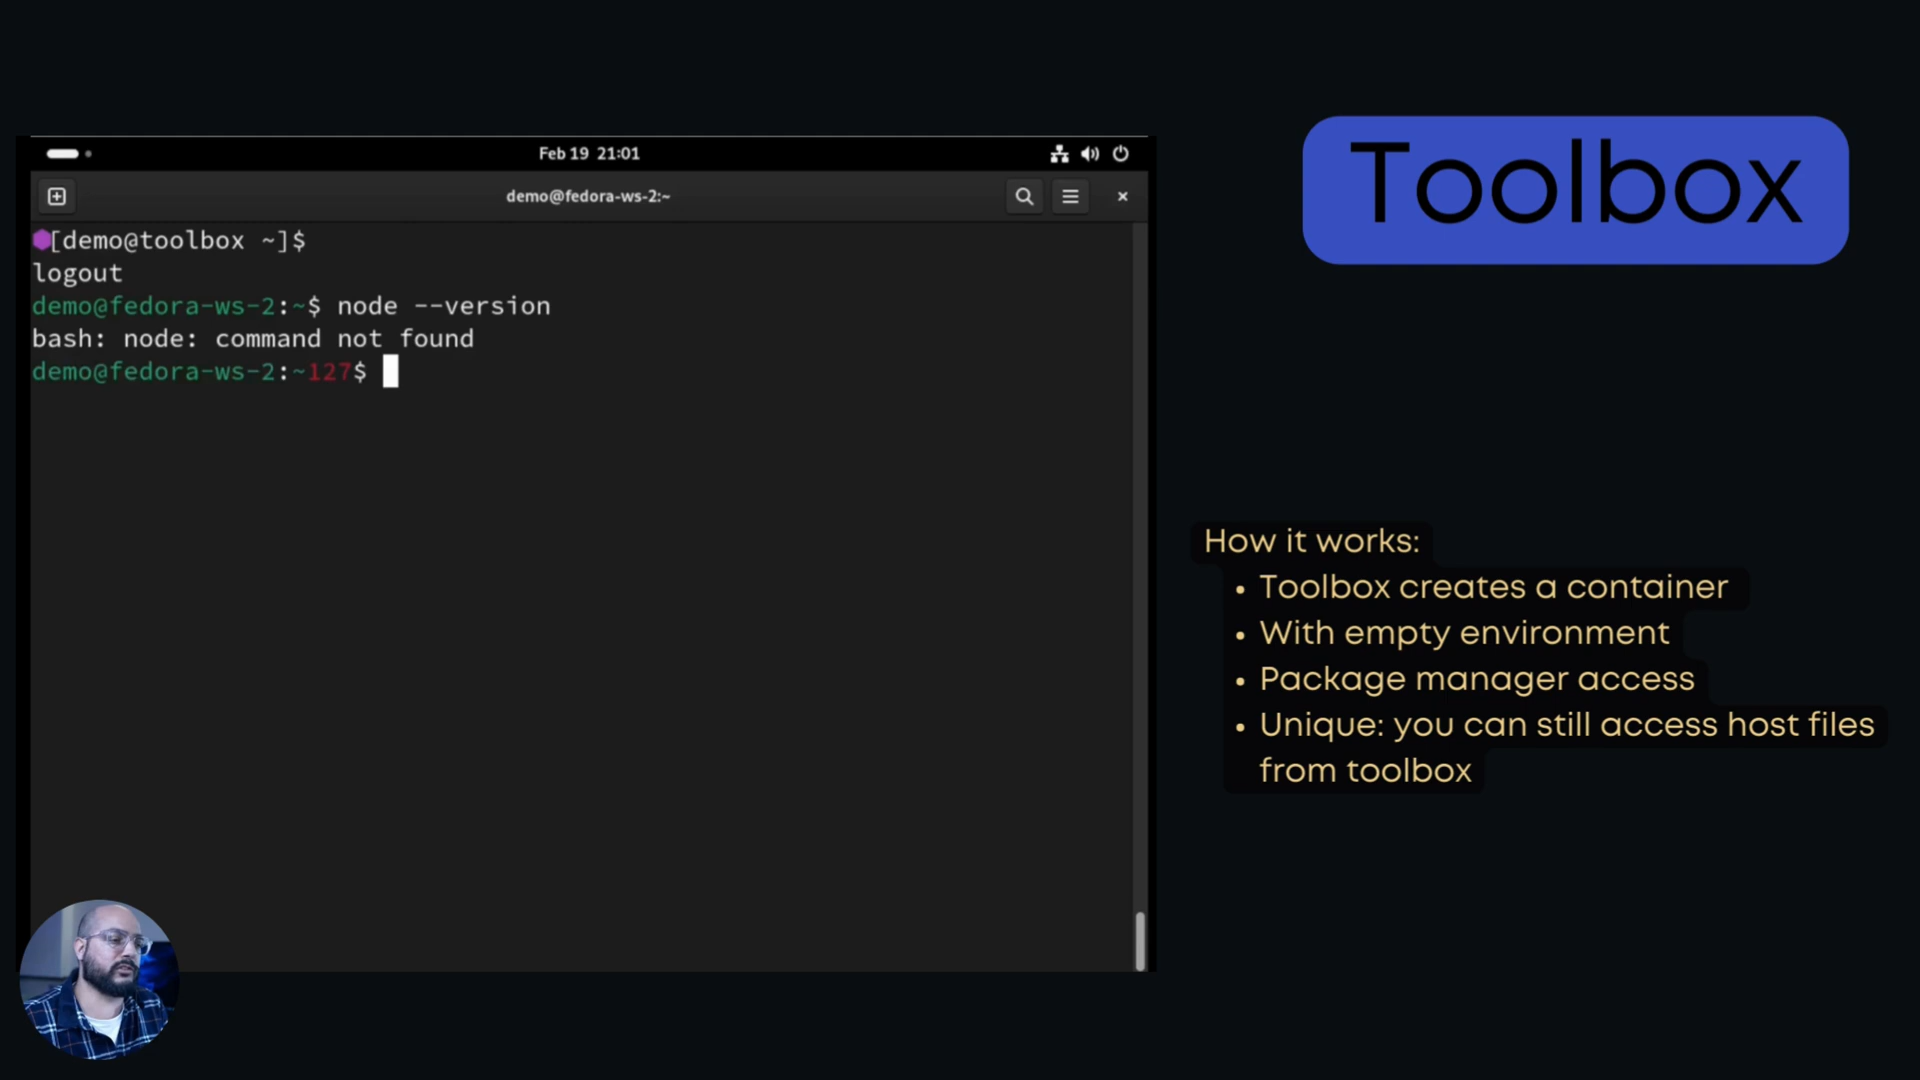 Feb 19 21:01
demo@fedora-ws-2:~
[demo@toolbox ~]$
logout
demo@fedora-ws-2:~$ node --version
bash: node: command not found
demo@fedora-ws-2:~127$
Toolbox
How it works:
• Toolbox creates a container
• With empty environment
• Package manager access
• Unique: you can still access host files
from toolbox